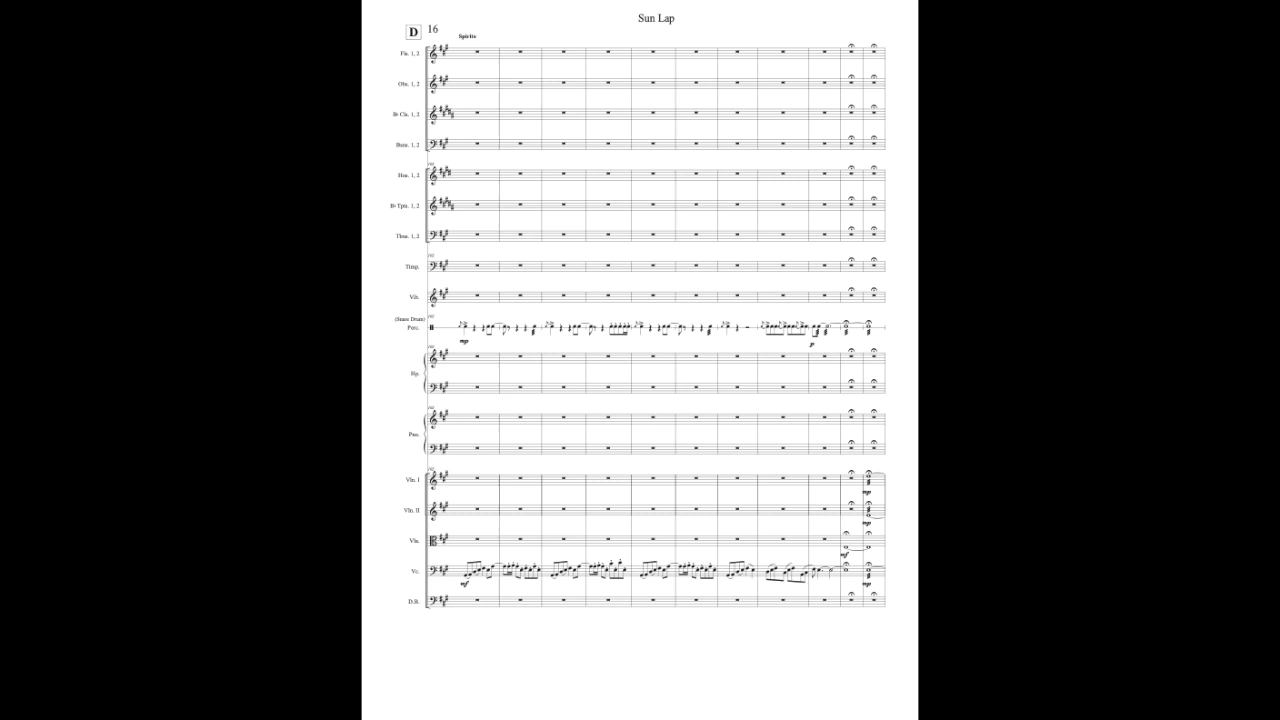 Sun Lap
D 16
Spirito
Fls. 1, 2
Obs. 1, 2
B♭ Cls. 1, 2
Bsns. 1, 2
Hns. 1, 2
B♭ Tpts. 1, 2
Tbns. 1, 2
Timp.
Vib.
(Snare Drum)
Perc.
mp
p
Hp.
Pno.
Vln. I
mp
Vln. II
mp
Vla.
mf
Vc.
mf
mp
D.B.